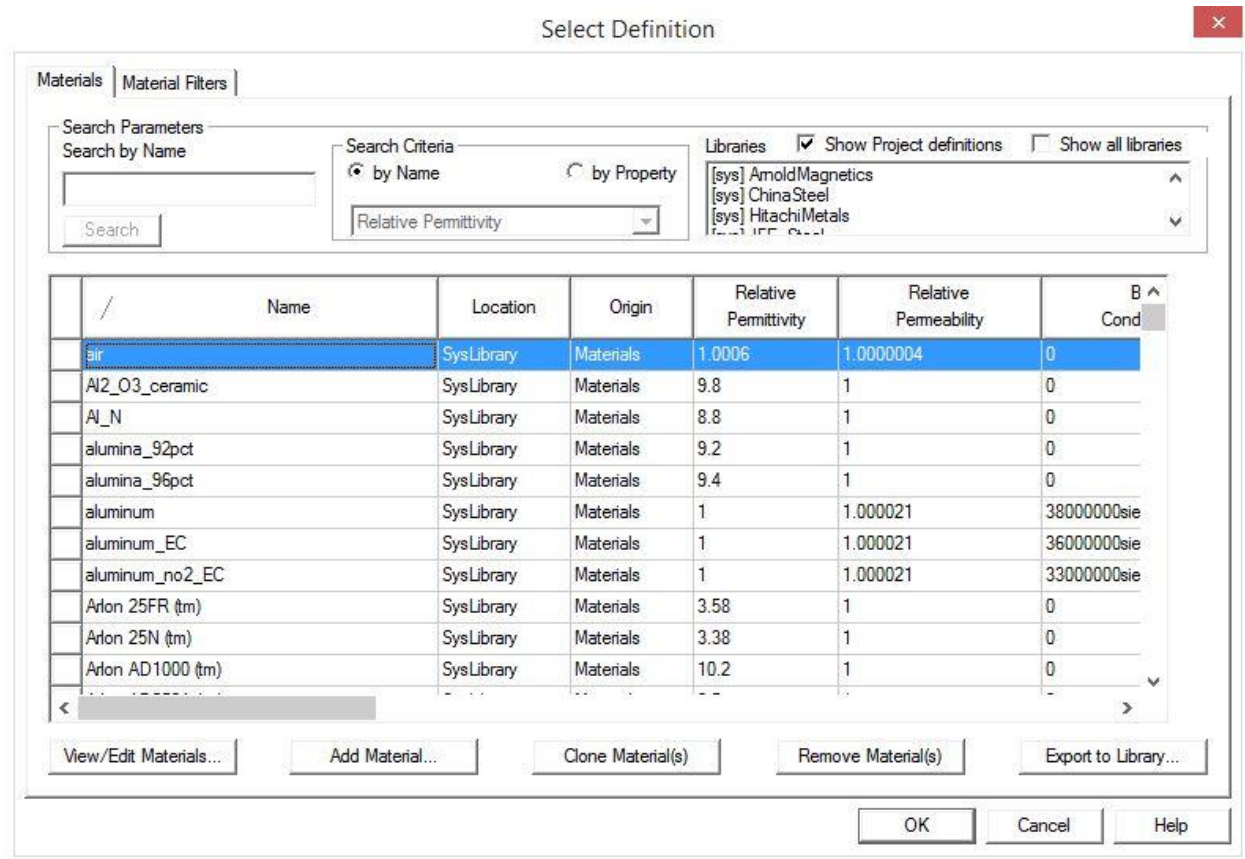 Select Definition
Materials Material Filters
Search Parameters
Search by Name
Search Criteria
by Name by Property
Relative Permittivity
Search
Libraries Show Project definitions Show all libraries
[sys] ArnoldMagnetics
[sys] ChinaSteel
[sys] HitachiMetals
/ Name Location Origin Relative Permittivity Relative Permeability B Cond
air SysLibrary Materials 1.0006 1.0000004 0
Al2_O3_ceramic SysLibrary Materials 9.8 1 0
Al_N SysLibrary Materials 8.8 1 0
alumina_92pct SysLibrary Materials 9.2 1 0
alumina_96pct SysLibrary Materials 9.4 1 0
aluminum SysLibrary Materials 1 1.000021 38000000sie
aluminum_EC SysLibrary Materials 1 1.000021 36000000sie
aluminum_no2_EC SysLibrary Materials 1 1.000021 33000000sie
Arlon 25FR (tm) SysLibrary Materials 3.58 1 0
Arlon 25N (tm) SysLibrary Materials 3.38 1 0
Arlon AD1000 (tm) SysLibrary Materials 10.2 1 0
View/Edit Materials... Add Material... Clone Material(s) Remove Material(s) Export to Library...
OK Cancel Help